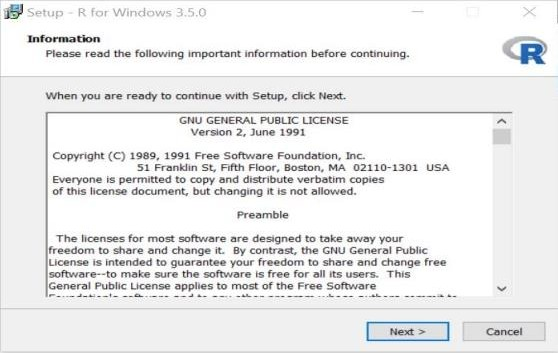 Setup - R for Windows 3.5.0
Information
Please read the following important information before continuing.
R
When you are ready to continue with Setup, click Next.
GNU GENERAL PUBLIC LICENSE
Version 2, June 1991
Copyright (C) 1989, 1991 Free Software Foundation, Inc.
51 Franklin St, Fifth Floor, Boston, MA  02110-1301  USA
Everyone is permitted to copy and distribute verbatim copies
of this license document, but changing it is not allowed.
Preamble
The licenses for most software are designed to take away your
freedom to share and change it.  By contrast, the GNU General Public
License is intended to guarantee your freedom to share and change free
software--to make sure the software is free for all its users.  This
General Public License applies to most of the Free Software
Foundation's software and to any other program whose authors commit to
Next >
Cancel